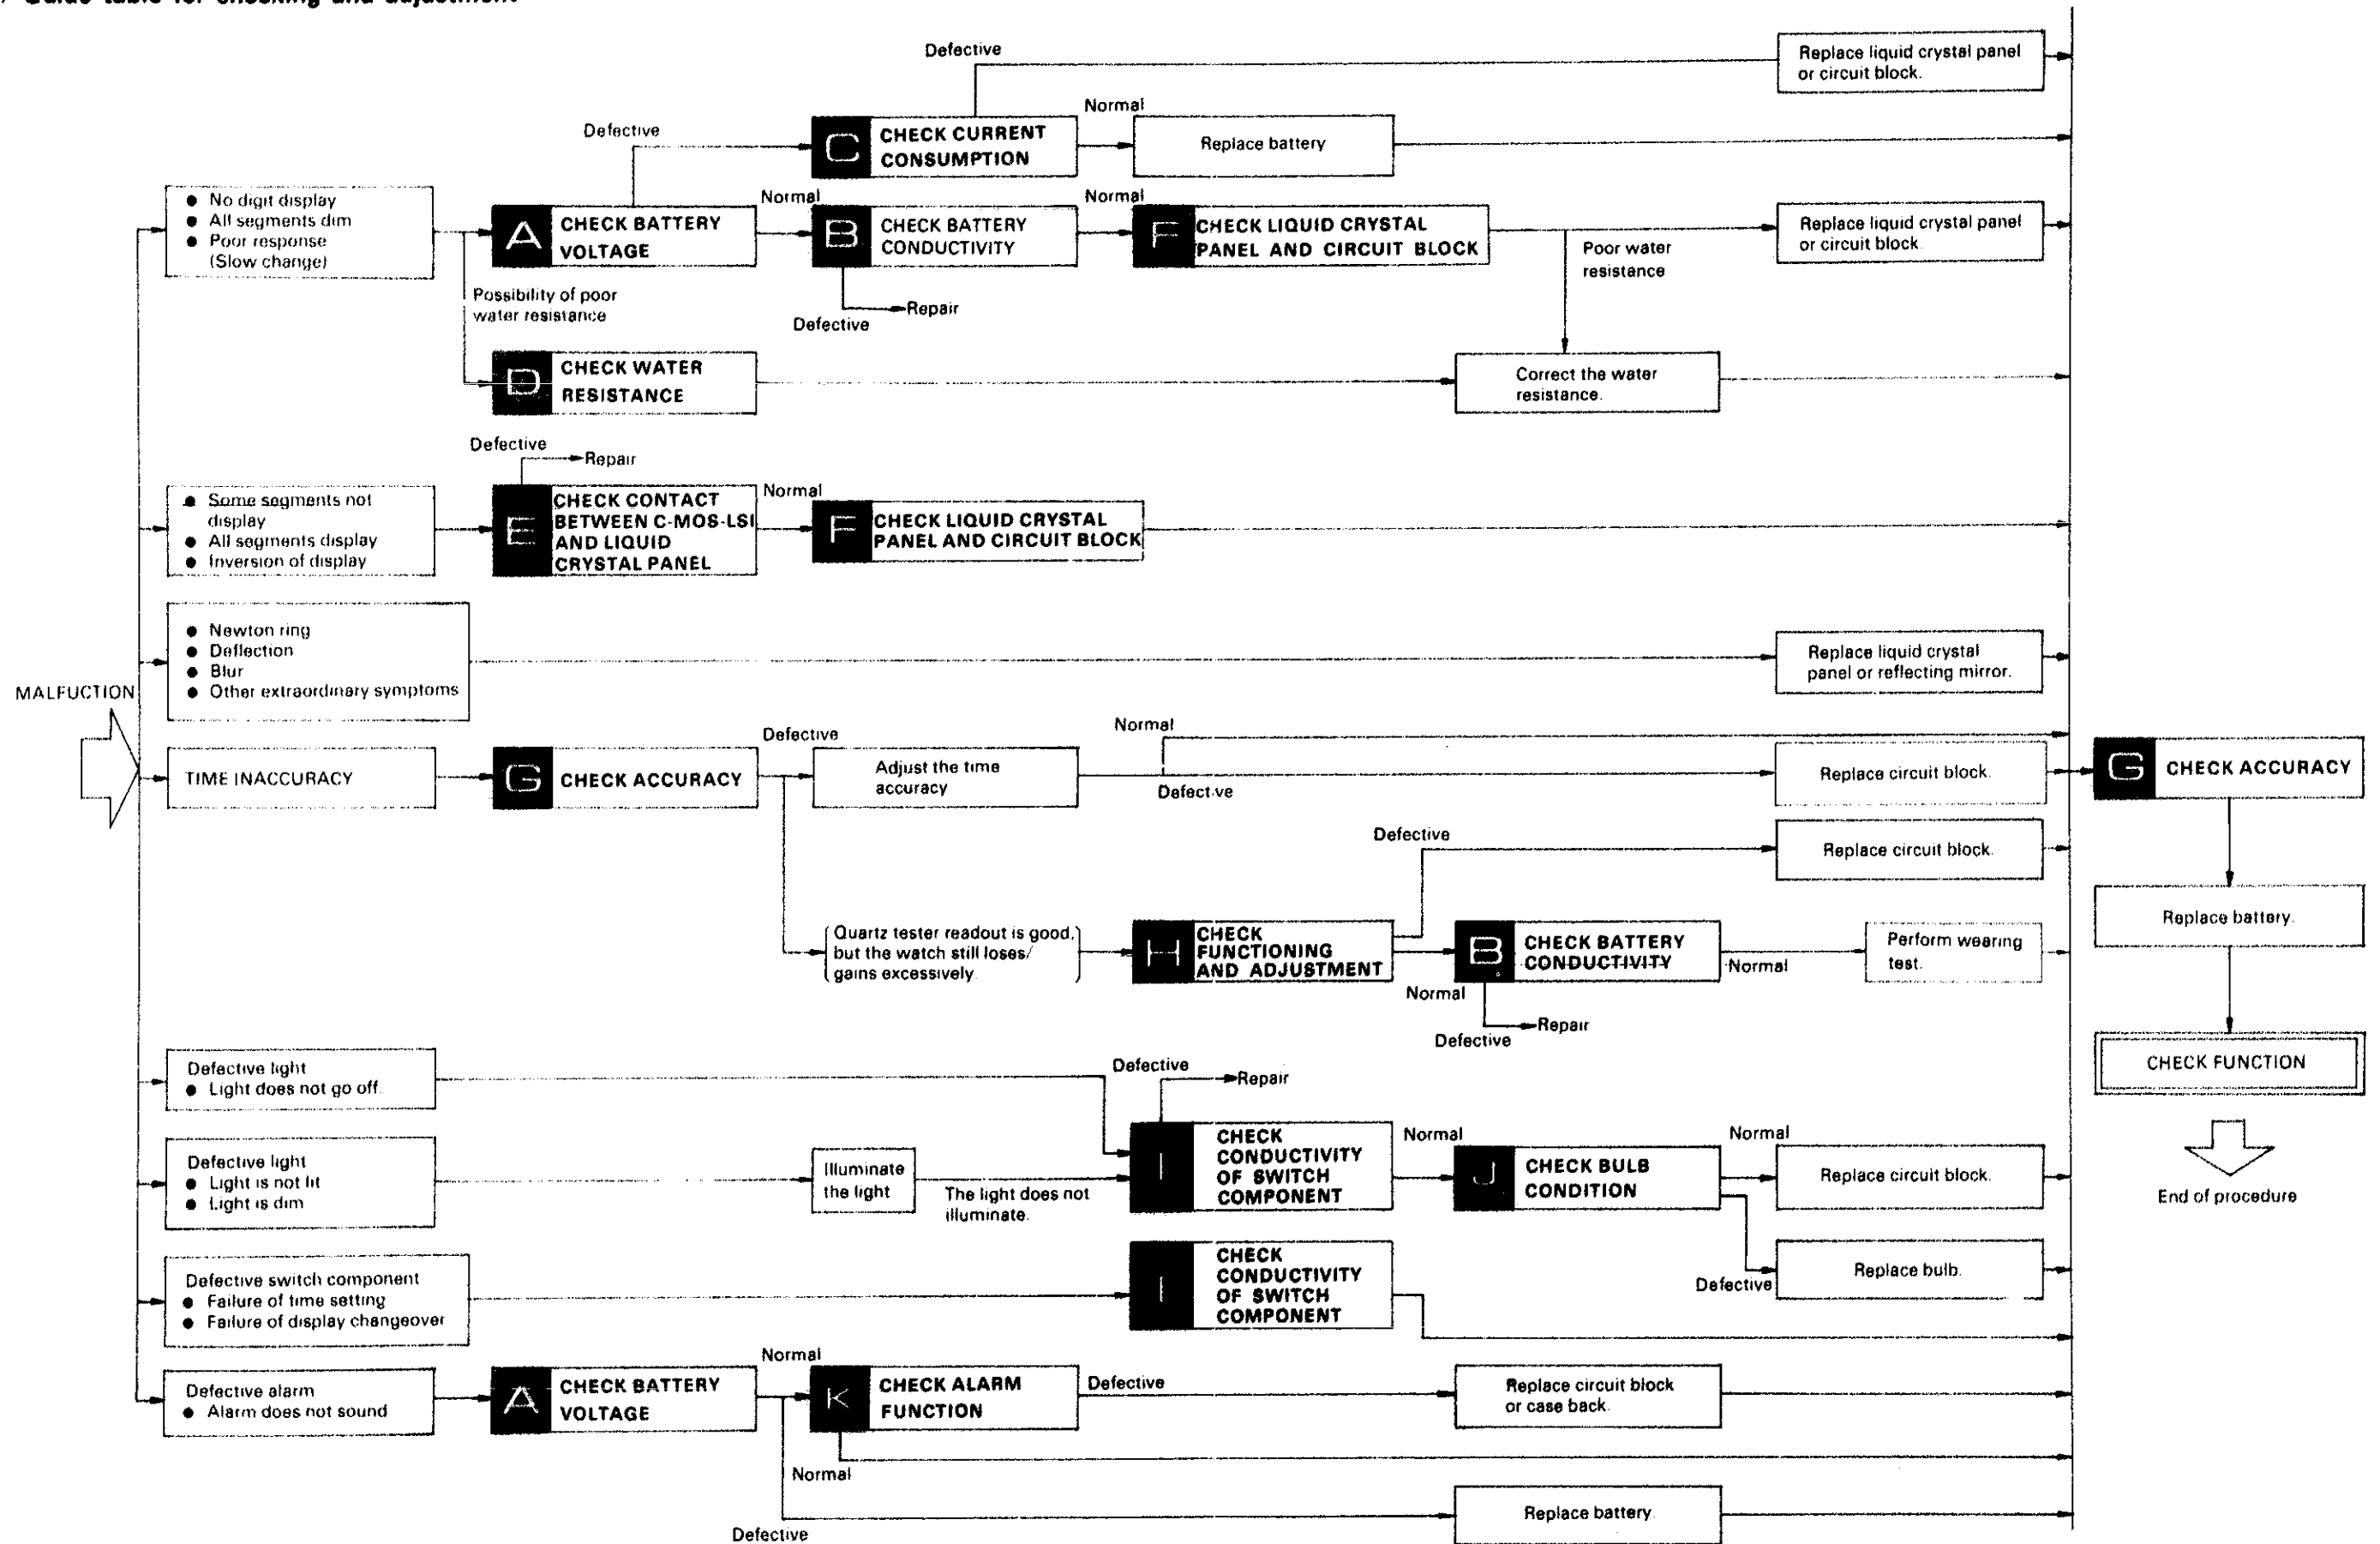 Guide table for checking and adjustment
Defective
Replace liquid crystal panel
or circuit block.
Defective
C
CHECK CURRENT
CONSUMPTION
Normal
Replace battery
● No digit display
● All segments dim
● Poor response
(Slow change)
A
CHECK BATTERY
VOLTAGE
Normal
B
CHECK BATTERY
CONDUCTIVITY
Normal
F
CHECK LIQUID CRYSTAL
PANEL AND CIRCUIT BLOCK
Poor water
resistance
Replace liquid crystal panel
or circuit block.
Defective
Repair
Possibility of poor
water resistance
D
CHECK WATER
RESISTANCE
Correct the water
resistance.
Defective
Repair
● Some segments not
display
● All segments display
● Inversion of display
E
CHECK CONTACT
BETWEEN C-MOS-LSI
AND LIQUID
CRYSTAL PANEL
Normal
F
CHECK LIQUID CRYSTAL
PANEL AND CIRCUIT BLOCK
● Newton ring
● Deflection
● Blur
● Other extraordinary symptoms
Replace liquid crystal
panel or reflecting mirror.
MALFUCTION
TIME INACCURACY
G
CHECK ACCURACY
Defective
Adjust the time
accuracy
Normal
Defective
Replace circuit block.
Defective
Replace circuit block.
(Quartz tester readout is good,
but the watch still loses/
gains excessively.)
H
CHECK
FUNCTIONING
AND ADJUSTMENT
Normal
B
CHECK BATTERY
CONDUCTIVITY
Normal
Perform wearing
test.
Defective
Repair
Defective light
● Light does not go off.
Defective
Repair
Defective light
● Light is not lit
● Light is dim
Illuminate
the light
The light does not
illuminate.
I
CHECK
CONDUCTIVITY
OF SWITCH
COMPONENT
Normal
J
CHECK BULB
CONDITION
Normal
Replace circuit block.
Defective
Replace bulb.
Defective switch component
● Failure of time setting
● Failure of display changeover
I
CHECK
CONDUCTIVITY
OF SWITCH
COMPONENT
Defective alarm
● Alarm does not sound
A
CHECK BATTERY
VOLTAGE
Normal
K
CHECK ALARM
FUNCTION
Defective
Replace circuit block
or case back.
Normal
Defective
Replace battery.
G
CHECK ACCURACY
Replace battery.
CHECK FUNCTION
End of procedure